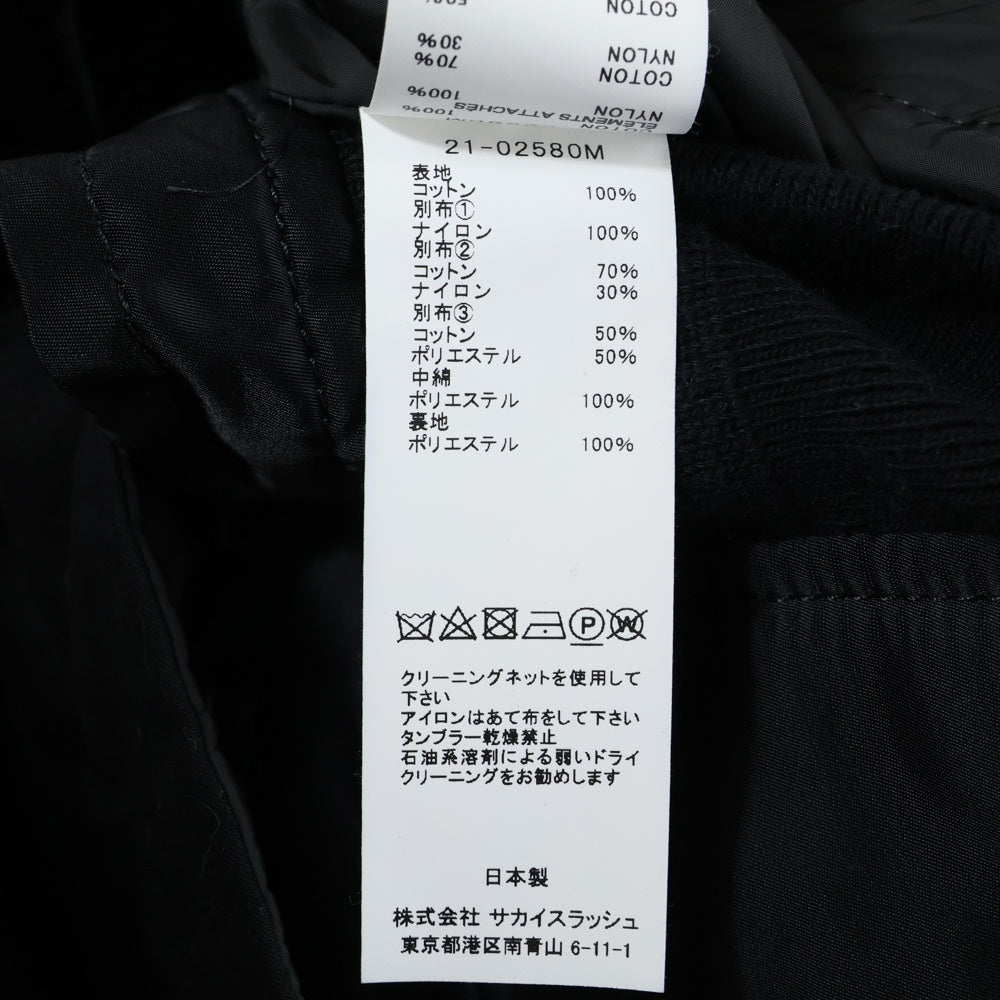 COTON 50%
NYLON 30%
COTON 70%
NYLON 100%
ÉLÉMENTS ATTACHÉS
COTON 100%
21-02580M
表地
コットン 100%
別布①
ナイロン 100%
別布②
コットン 70%
ナイロン 30%
別布③
コットン 50%
ポリエステル 50%
中綿
ポリエステル 100%
裏地
ポリエステル 100%
P W
クリーニングネットを使用して
下さい
アイロンはあて布をして下さい
タンブラー乾燥禁止
石油系溶剤による弱いドライ
クリーニングをお勧めします
日本製
株式会社 サカイスラッシュ
東京都港区南青山 6-11-1